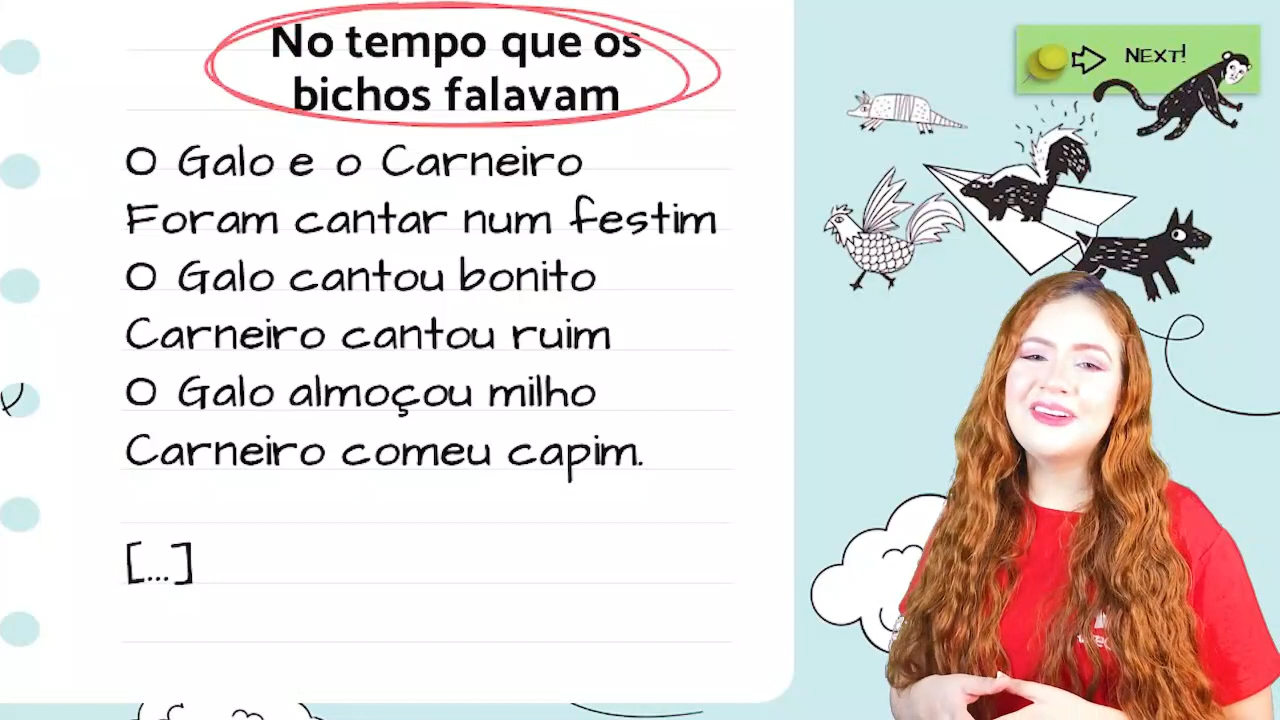 No tempo que os
bichos falavam
O Galo e o Carneiro
Foram cantar num festim
O Galo cantou bonito
Carneiro cantou ruim
O Galo almoçou milho
Carneiro comeu capim.
[...]
NEXT!